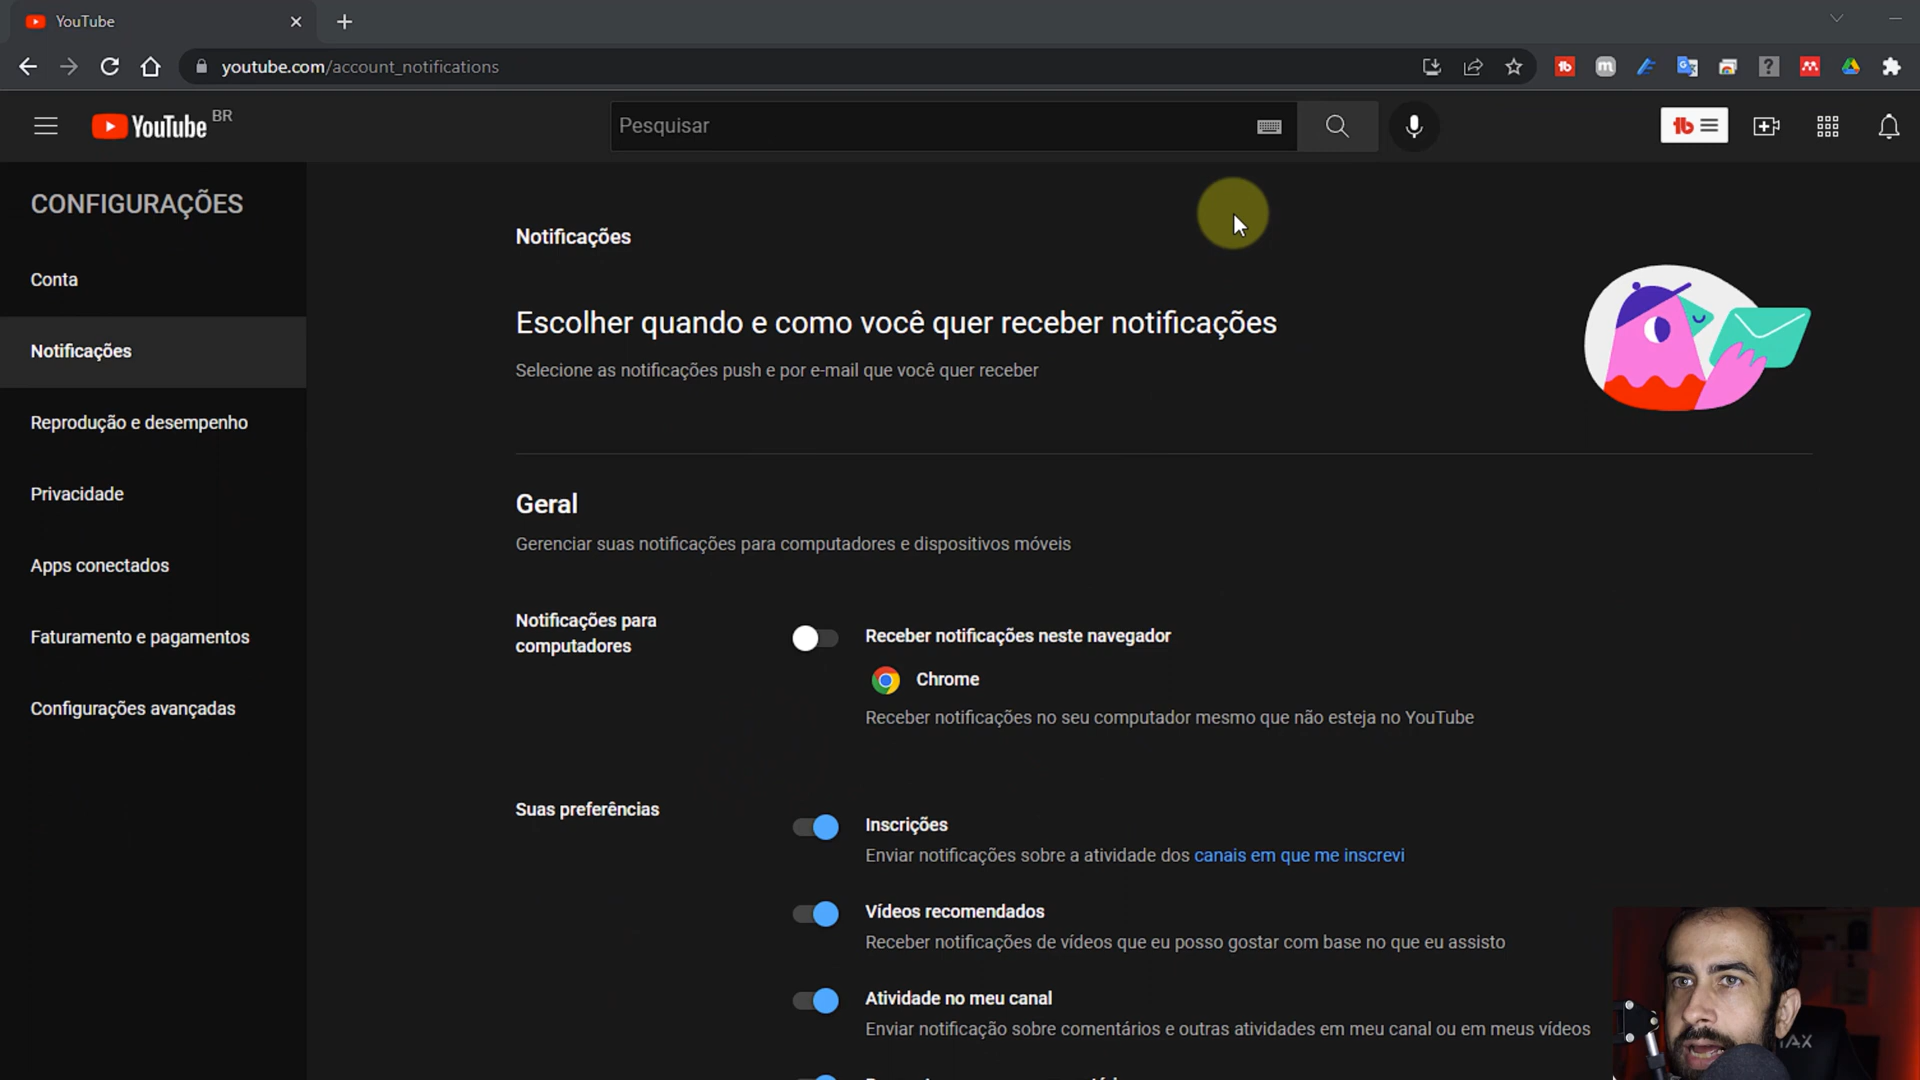 YouTube
youtube.com/account_notifications
YouTube BR
Pesquisar
CONFIGURAÇÕES
Conta
Notificações
Reprodução e desempenho
Privacidade
Apps conectados
Faturamento e pagamentos
Configurações avançadas
Notificações
Escolher quando e como você quer receber notificações
Selecione as notificações push e por e-mail que você quer receber
Geral
Gerenciar suas notificações para computadores e dispositivos móveis
Notificações para
computadores
Receber notificações neste navegador
Chrome
Receber notificações no seu computador mesmo que não esteja no YouTube
Suas preferências
Inscrições
Enviar notificações sobre a atividade dos canais em que me inscrevi
Vídeos recomendados
Receber notificações de vídeos que eu posso gostar com base no que eu assisto
Atividade no meu canal
Enviar notificação sobre comentários e outras atividades em meu canal ou em meus vídeos